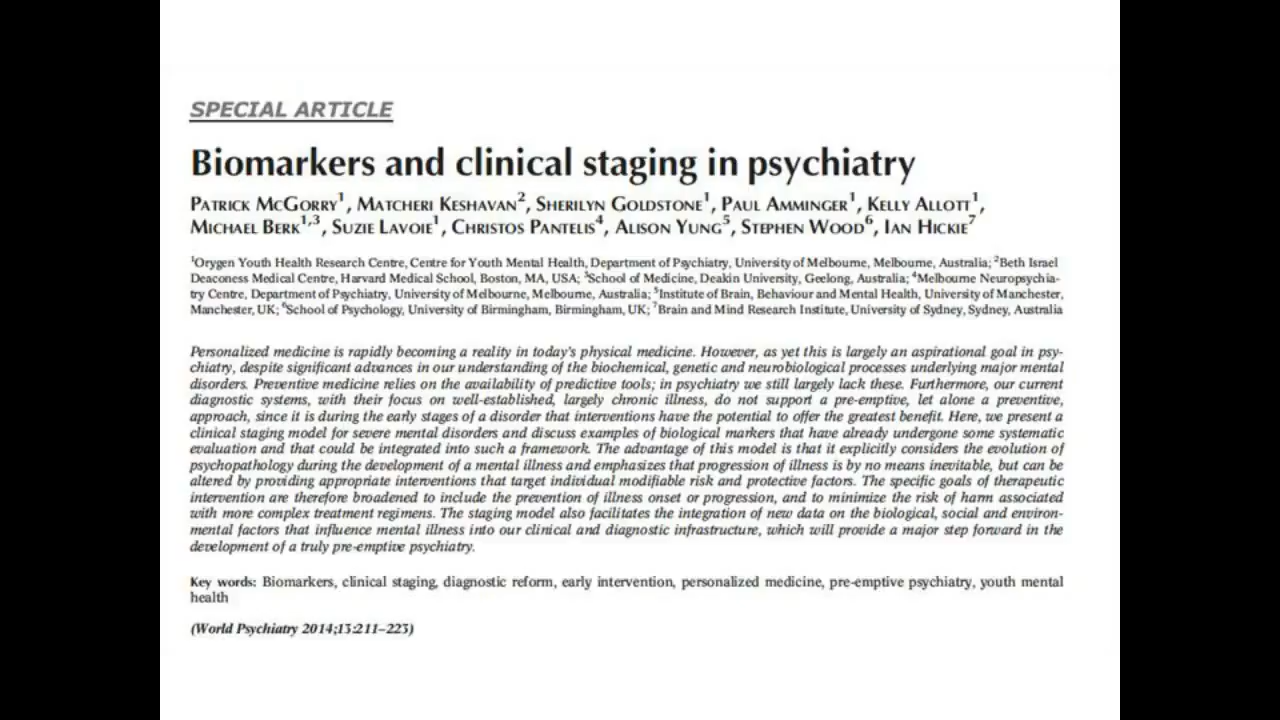 SPECIAL ARTICLE
Biomarkers and clinical staging in psychiatry
PATRICK MCGORRY1, MATCHERI KESHAVAN2, SHERILYN GOLDSTONE1, PAUL AMMINGER1, KELLY ALLOTT1,
MICHAEL BERK1,3, SUZIE LAVOIE1, CHRISTOS PANTELIS4, ALISON YUNG5, STEPHEN WOOD6, IAN HICKIE7
1Orygen Youth Health Research Centre, Centre for Youth Mental Health, Department of Psychiatry, University of Melbourne, Melbourne, Australia; 2Beth Israel
Deaconess Medical Centre, Harvard Medical School, Boston, MA, USA; 3School of Medicine, Deakin University, Geelong, Australia; 4Melbourne Neuropsychia-
try Centre, Department of Psychiatry, University of Melbourne, Melbourne, Australia; 5Institute of Brain, Behaviour and Mental Health, University of Manchester,
Manchester, UK; 6School of Psychology, University of Birmingham, Birmingham, UK; 7Brain and Mind Research Institute, University of Sydney, Sydney, Australia
Personalized medicine is rapidly becoming a reality in today's physical medicine. However, as yet this is largely an aspirational goal in psy-
chiatry, despite significant advances in our understanding of the biochemical, genetic and neurobiological processes underlying major mental
disorders. Preventive medicine relies on the availability of predictive tools; in psychiatry we still largely lack these. Furthermore, our current
diagnostic systems, with their focus on well-established, largely chronic illness, do not support a pre-emptive, let alone a preventive,
approach, since it is during the early stages of a disorder that interventions have the potential to offer the greatest benefit. Here, we present a
clinical staging model for severe mental disorders and discuss examples of biological markers that have already undergone some systematic
evaluation and that could be integrated into such a framework. The advantage of this model is that it explicitly considers the evolution of
psychopathology during the development of a mental illness and emphasizes that progression of illness is by no means inevitable, but can be
altered by providing appropriate interventions that target individual modifiable risk and protective factors. The specific goals of therapeutic
intervention are therefore broadened to include the prevention of illness onset or progression, and to minimize the risk of harm associated
with more complex treatment regimens. The staging model also facilitates the integration of new data on the biological, social and environ-
mental factors that influence mental illness into our clinical and diagnostic infrastructure, which will provide a major step forward in the
development of a truly pre-emptive psychiatry.
Key words: Biomarkers, clinical staging, diagnostic reform, early intervention, personalized medicine, pre-emptive psychiatry, youth mental
health
(World Psychiatry 2014;13:211–223)